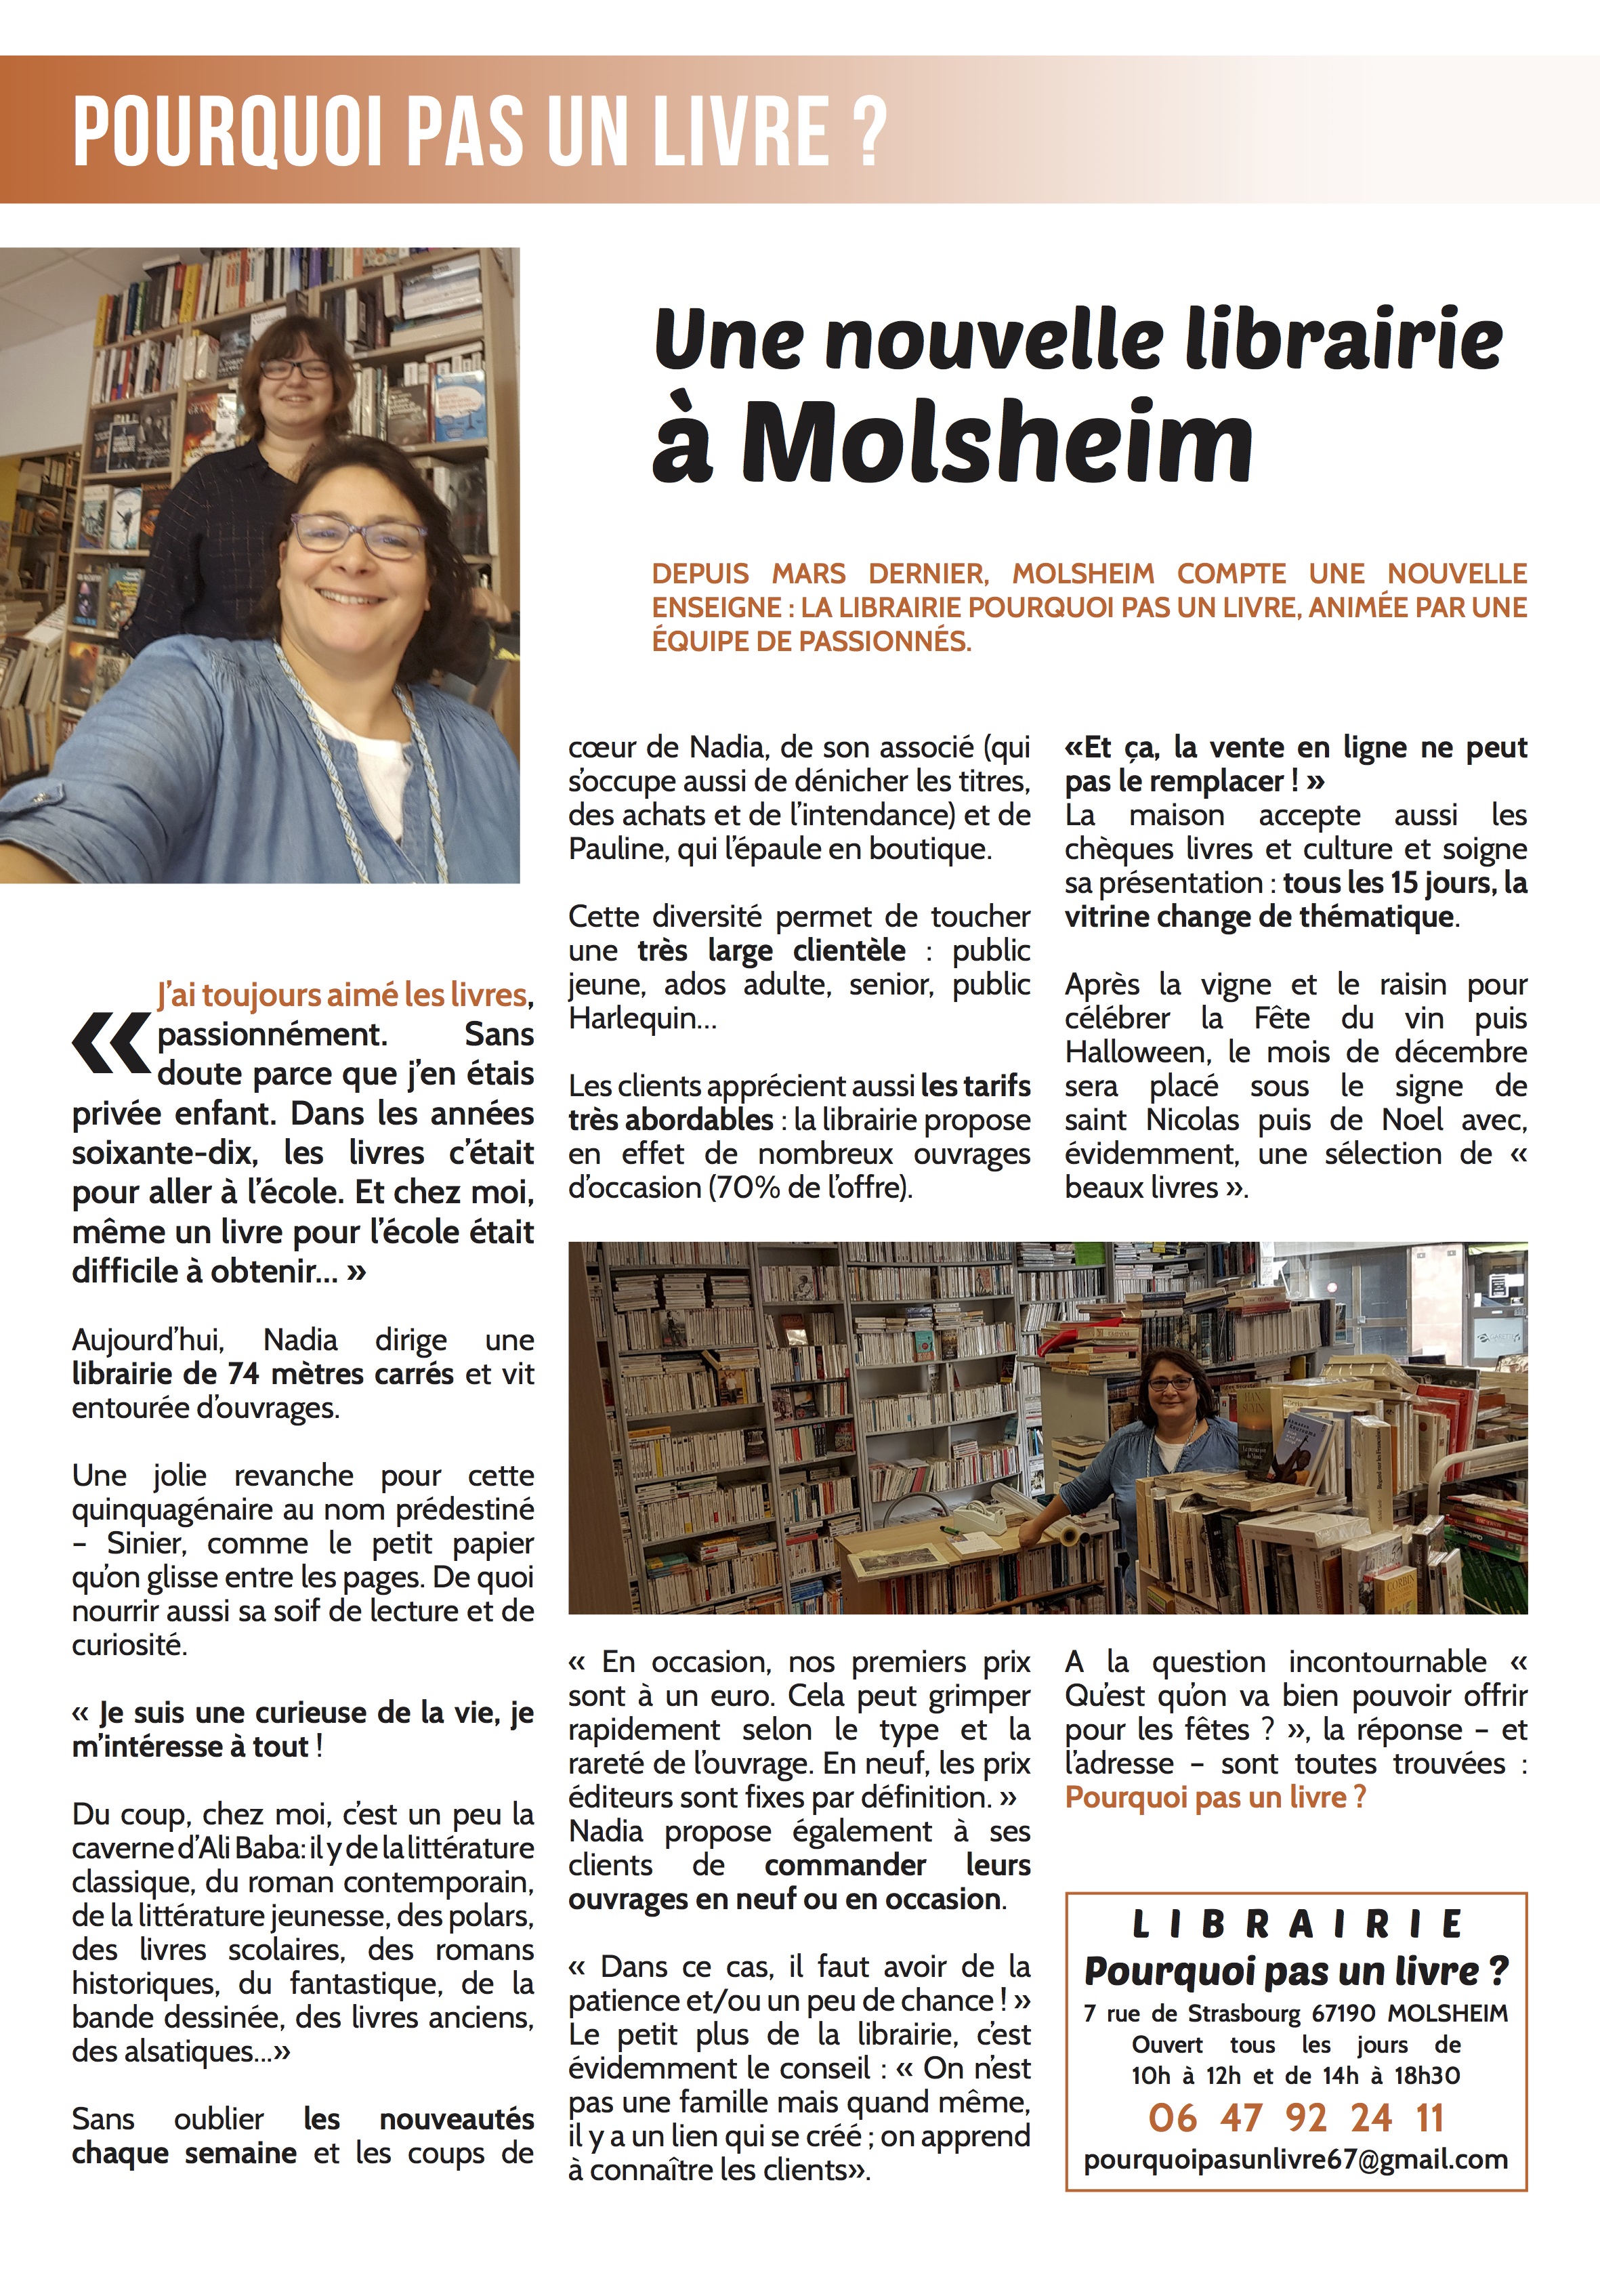 POURQUOI PAS UN LIVRE ?
Une nouvelle librairie
à Molsheim
DEPUIS MARS DERNIER, MOLSHEIM COMPTE UNE NOUVELLE
ENSEIGNE : LA LIBRAIRIE POURQUOI PAS UN LIVRE, ANIMÉE PAR UNE
ÉQUIPE DE PASSIONNÉS.
« J'ai toujours aimé les livres,
passionnément. Sans
doute parce que j'en étais
privée enfant. Dans les années
soixante-dix, les livres c'était
pour aller à l'école. Et chez moi,
même un livre pour l'école était
difficile à obtenir... »
Aujourd'hui, Nadia dirige une
librairie de 74 mètres carrés et vit
entourée d'ouvrages.
Une jolie revanche pour cette
quinquagénaire au nom prédestiné
– Sinier, comme le petit papier
qu'on glisse entre les pages. De quoi
nourrir aussi sa soif de lecture et de
curiosité.
« Je suis une curieuse de la vie, je
m'intéresse à tout !
Du coup, chez moi, c'est un peu la
caverne d'Ali Baba: il y de la littérature
classique, du roman contemporain,
de la littérature jeunesse, des polars,
des livres scolaires, des romans
historiques, du fantastique, de la
bande dessinée, des livres anciens,
des alsatiques...»
Sans oublier les nouveautés
chaque semaine et les coups de
cœur de Nadia, de son associé (qui
s'occupe aussi de dénicher les titres,
des achats et de l'intendance) et de
Pauline, qui l'épaule en boutique.
Cette diversité permet de toucher
une très large clientèle : public
jeune, ados adulte, senior, public
Harlequin...
Les clients apprécient aussi les tarifs
très abordables : la librairie propose
en effet de nombreux ouvrages
d'occasion (70% de l'offre).
« En occasion, nos premiers prix
sont à un euro. Cela peut grimper
rapidement selon le type et la
rareté de l'ouvrage. En neuf, les prix
éditeurs sont fixes par définition. »
Nadia propose également à ses
clients de commander leurs
ouvrages en neuf ou en occasion.
« Dans ce cas, il faut avoir de la
patience et/ou un peu de chance ! »
Le petit plus de la librairie, c'est
évidemment le conseil : « On n'est
pas une famille mais quand même,
il y a un lien qui se créé ; on apprend
à connaître les clients».
«Et ça, la vente en ligne ne peut
pas le remplacer ! »
La maison accepte aussi les
chèques livres et culture et soigne
sa présentation : tous les 15 jours, la
vitrine change de thématique.
Après la vigne et le raisin pour
célébrer la Fête du vin puis
Halloween, le mois de décembre
sera placé sous le signe de
saint Nicolas puis de Noel avec,
évidemment, une sélection de «
beaux livres ».
A la question incontournable «
Qu'est qu'on va bien pouvoir offrir
pour les fêtes ? », la réponse – et
l'adresse – sont toutes trouvées :
Pourquoi pas un livre ?
LIBRAIRIE
Pourquoi pas un livre ?
7 rue de Strasbourg 67190 MOLSHEIM
Ouvert tous les jours de
10h à 12h et de 14h à 18h30
06 47 92 24 11
pourquoipasunlivre67@gmail.com